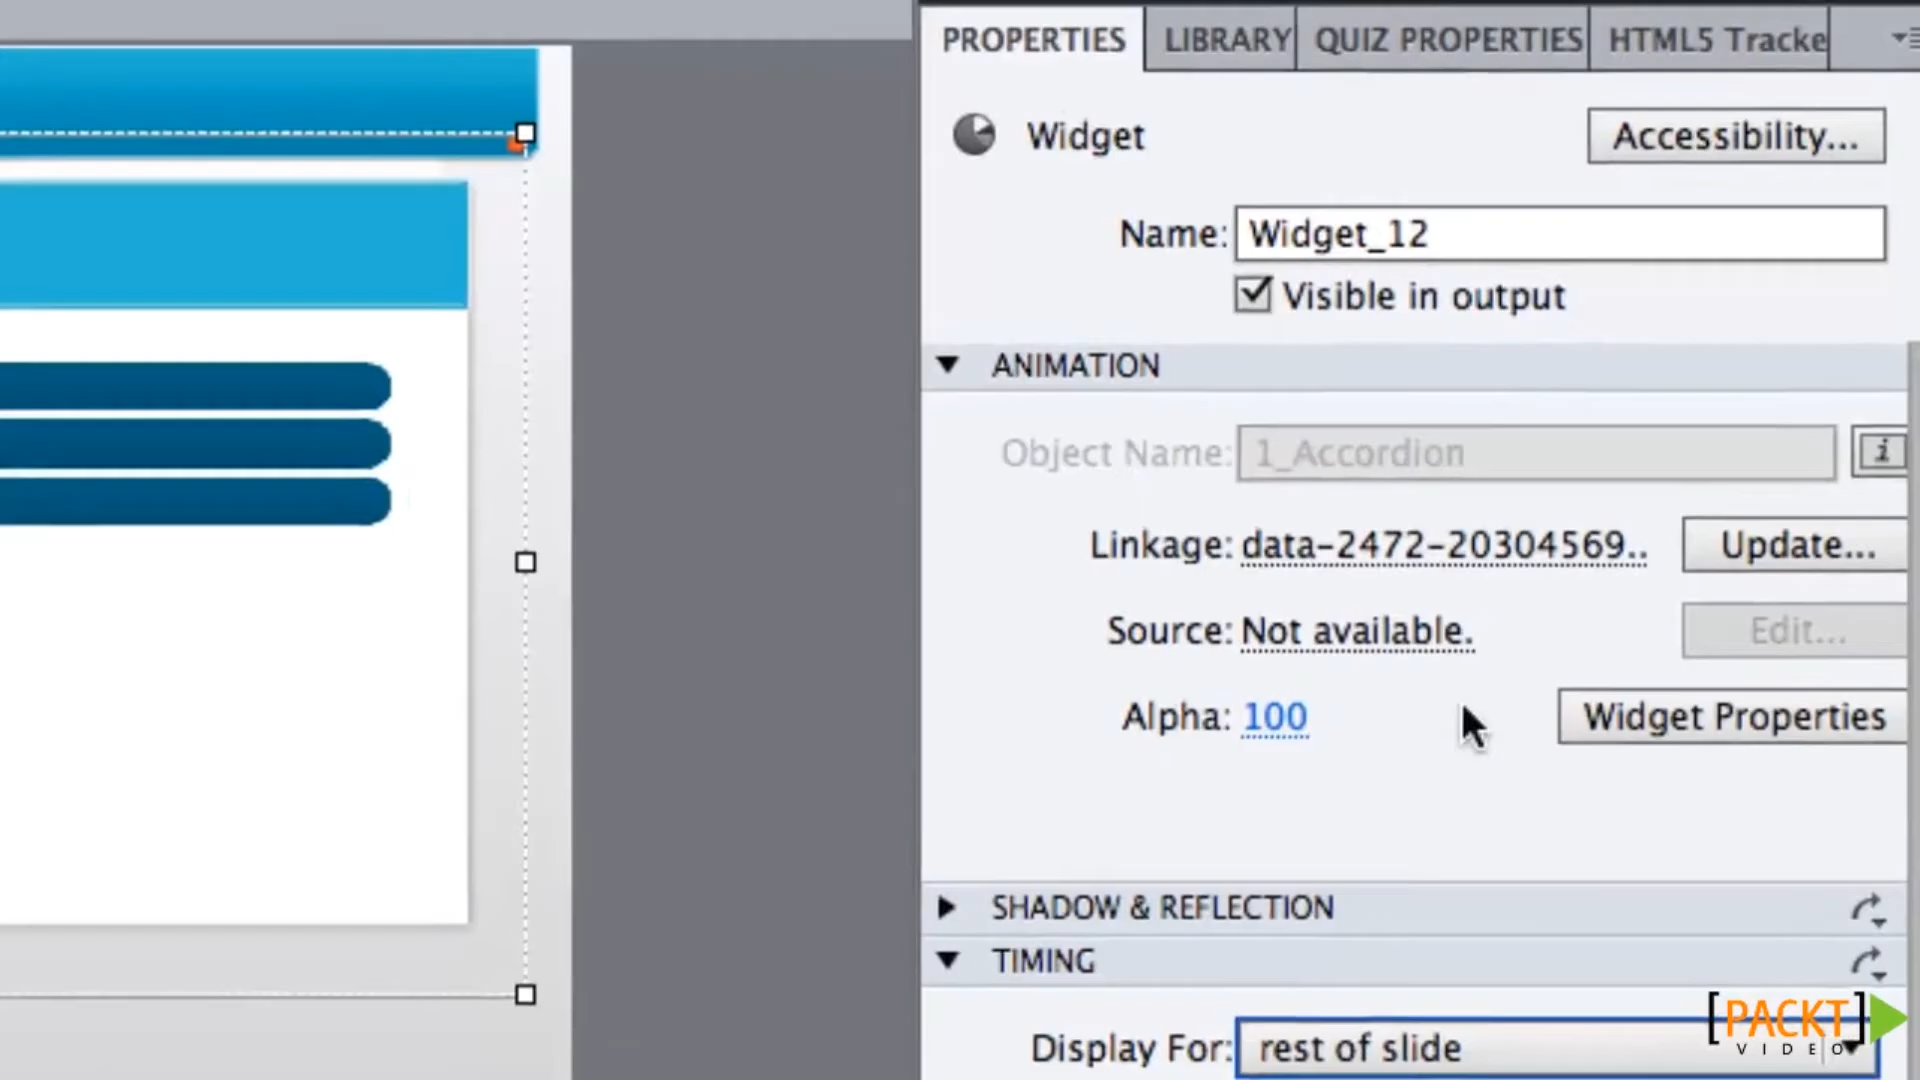 PROPERTIES LIBRARY QUIZ PROPERTIES HTML5 Tracke
Widget Accessibility...
Name: Widget_12
Visible in output
ANIMATION
Object Name: 1_Accordion i
Linkage: data-2472-20304569.. Update...
Source: Not available. Edit...
Alpha: 100 Widget Properties
SHADOW & REFLECTION
TIMING
Display For: rest of slide
[PACKT]
VIDEO